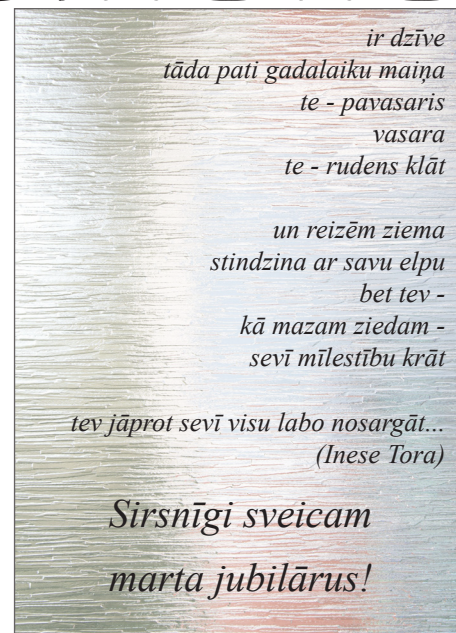 ir dzīve
tāda pati gadalaiku maiņa
te - pavasaris
vasara
te - rudens klāt
un reizēm ziema
stindzina ar savu elpu
bet tev -
kā mazam ziedam -
sevī mīlestību krāt
tev jāprot sevī visu labo nosargāt...
(Inese Tora)
Sirsnīgi sveicam
marta jubilārus!